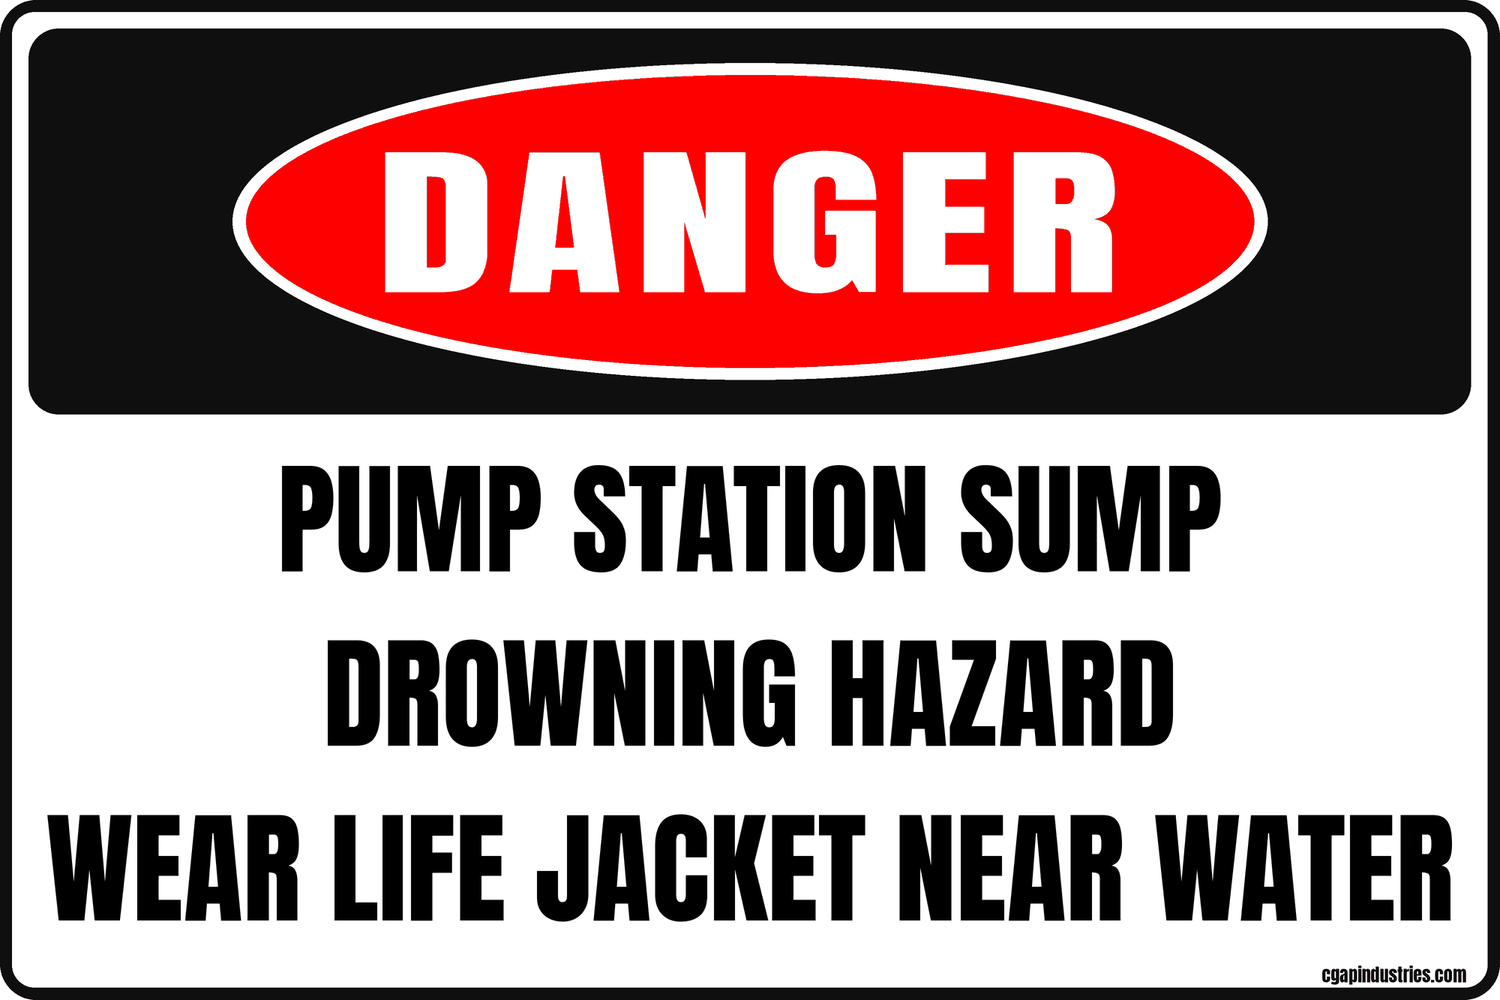 DANGER
PUMP STATION SUMP
DROWNING HAZARD
WEAR LIFE JACKET NEAR WATER
cgapindustries.com